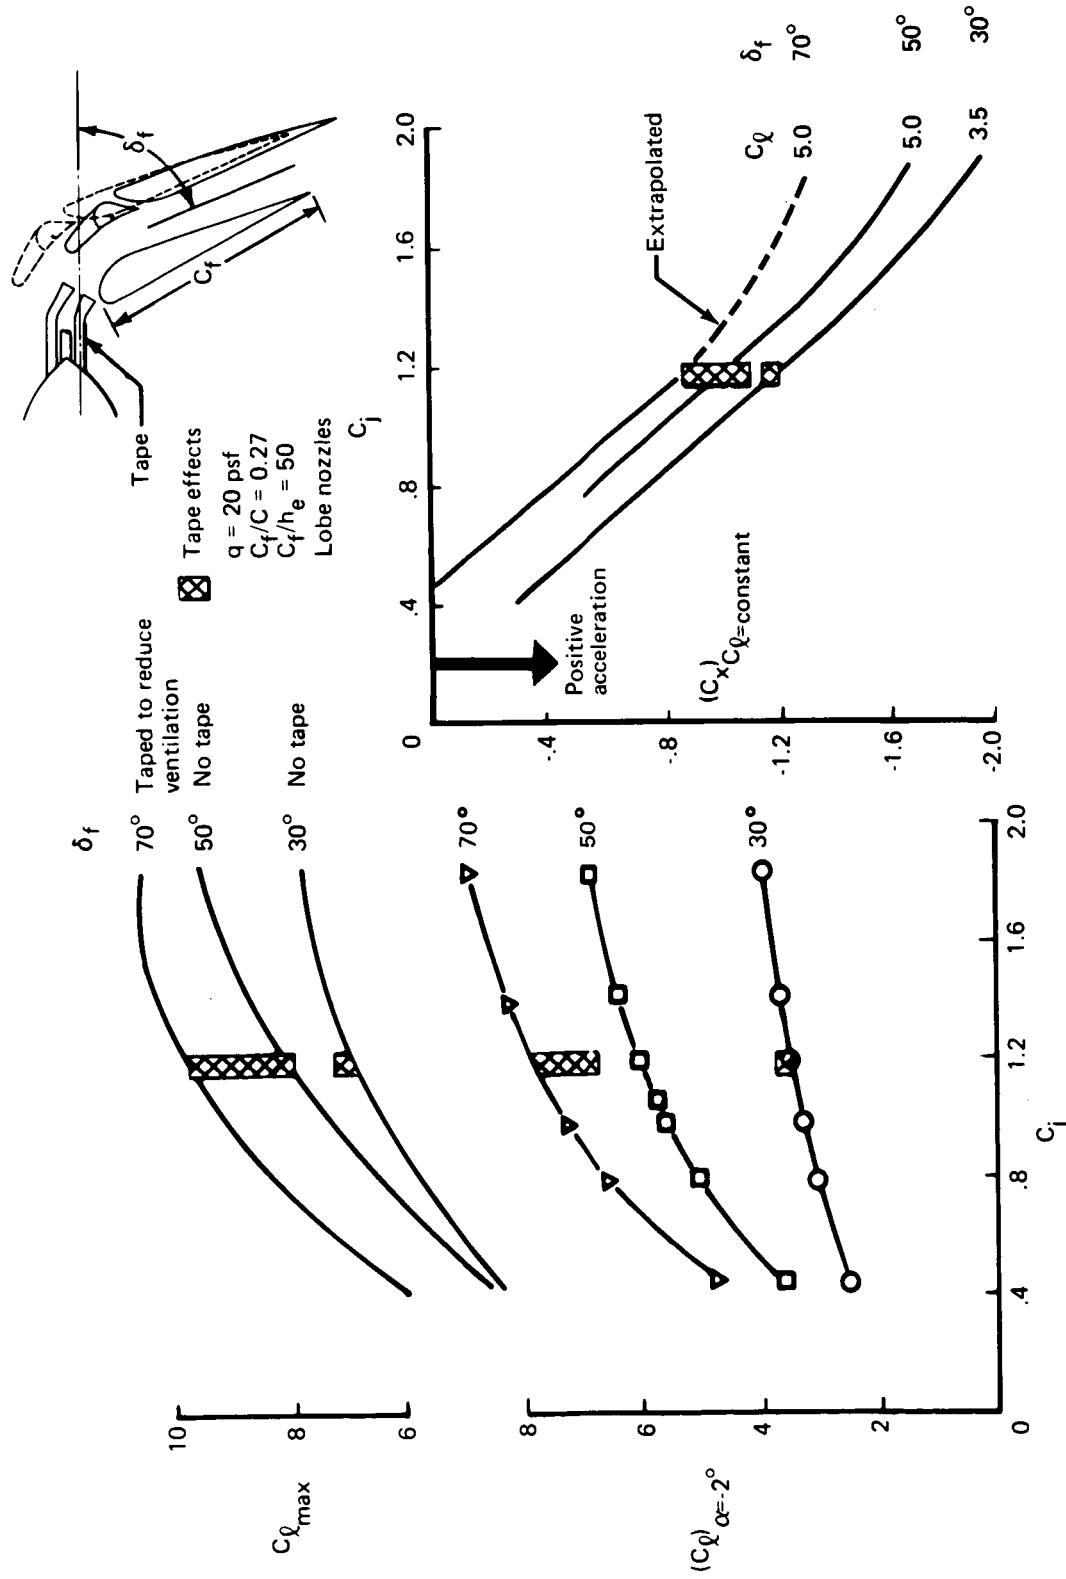 δf
70° Taped to reduce
ventilation
50° No tape
30° No tape
10
8
6
Cℓmax
70°
50°
30°
8
6
4
2
0
(Cℓ)α=-2°
.4
.8
1.2
1.6
2.0
Cj
Tape
Cf
δf
Tape effects
q = 20 psf
Cf/C = 0.27
Cf/he = 50
Lobe nozzles
Cj
.4
.8
1.2
1.6
2.0
0
-.4
-.8
-1.2
-1.6
-2.0
Positive
acceleration
(Cx)Cℓ=constant
Extrapolated
Cℓ δf
5.0 70°
5.0 50°
3.5 30°